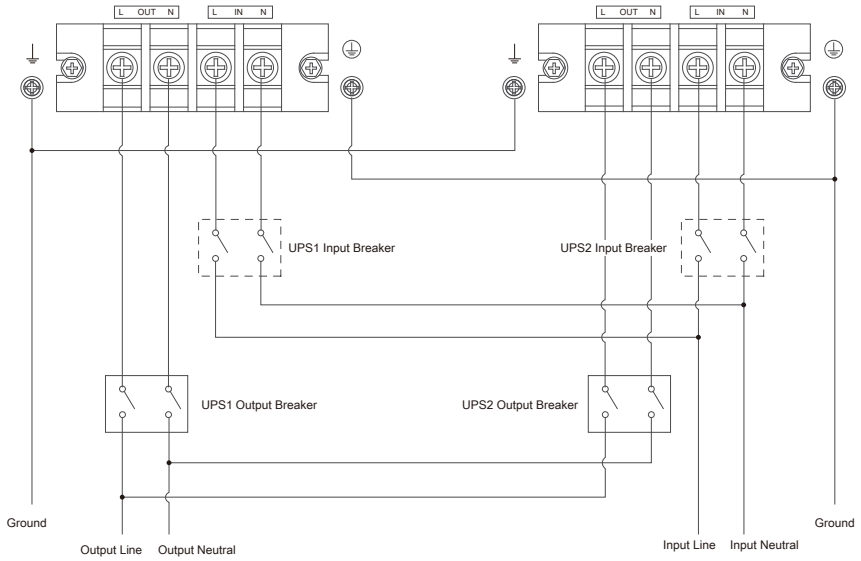 L OUT N
L IN N
L OUT N
L IN N
UPS1 Input Breaker
UPS2 Input Breaker
UPS1 Output Breaker
UPS2 Output Breaker
Ground
Ground
Output Line
Output Neutral
Input Line
Input Neutral